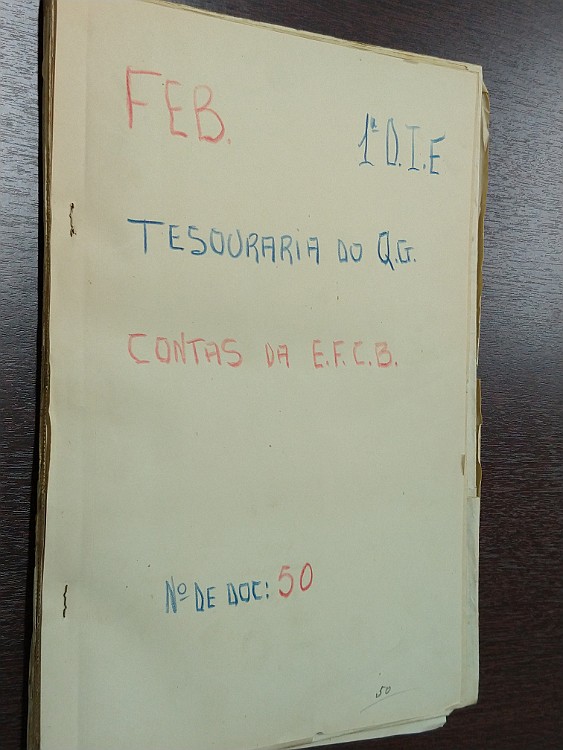 FEB.
1ª D.I.E
TESOURARIA DO Q.G.
CONTAS DA E.F.C.B.
Nº DE DOC: 50
50